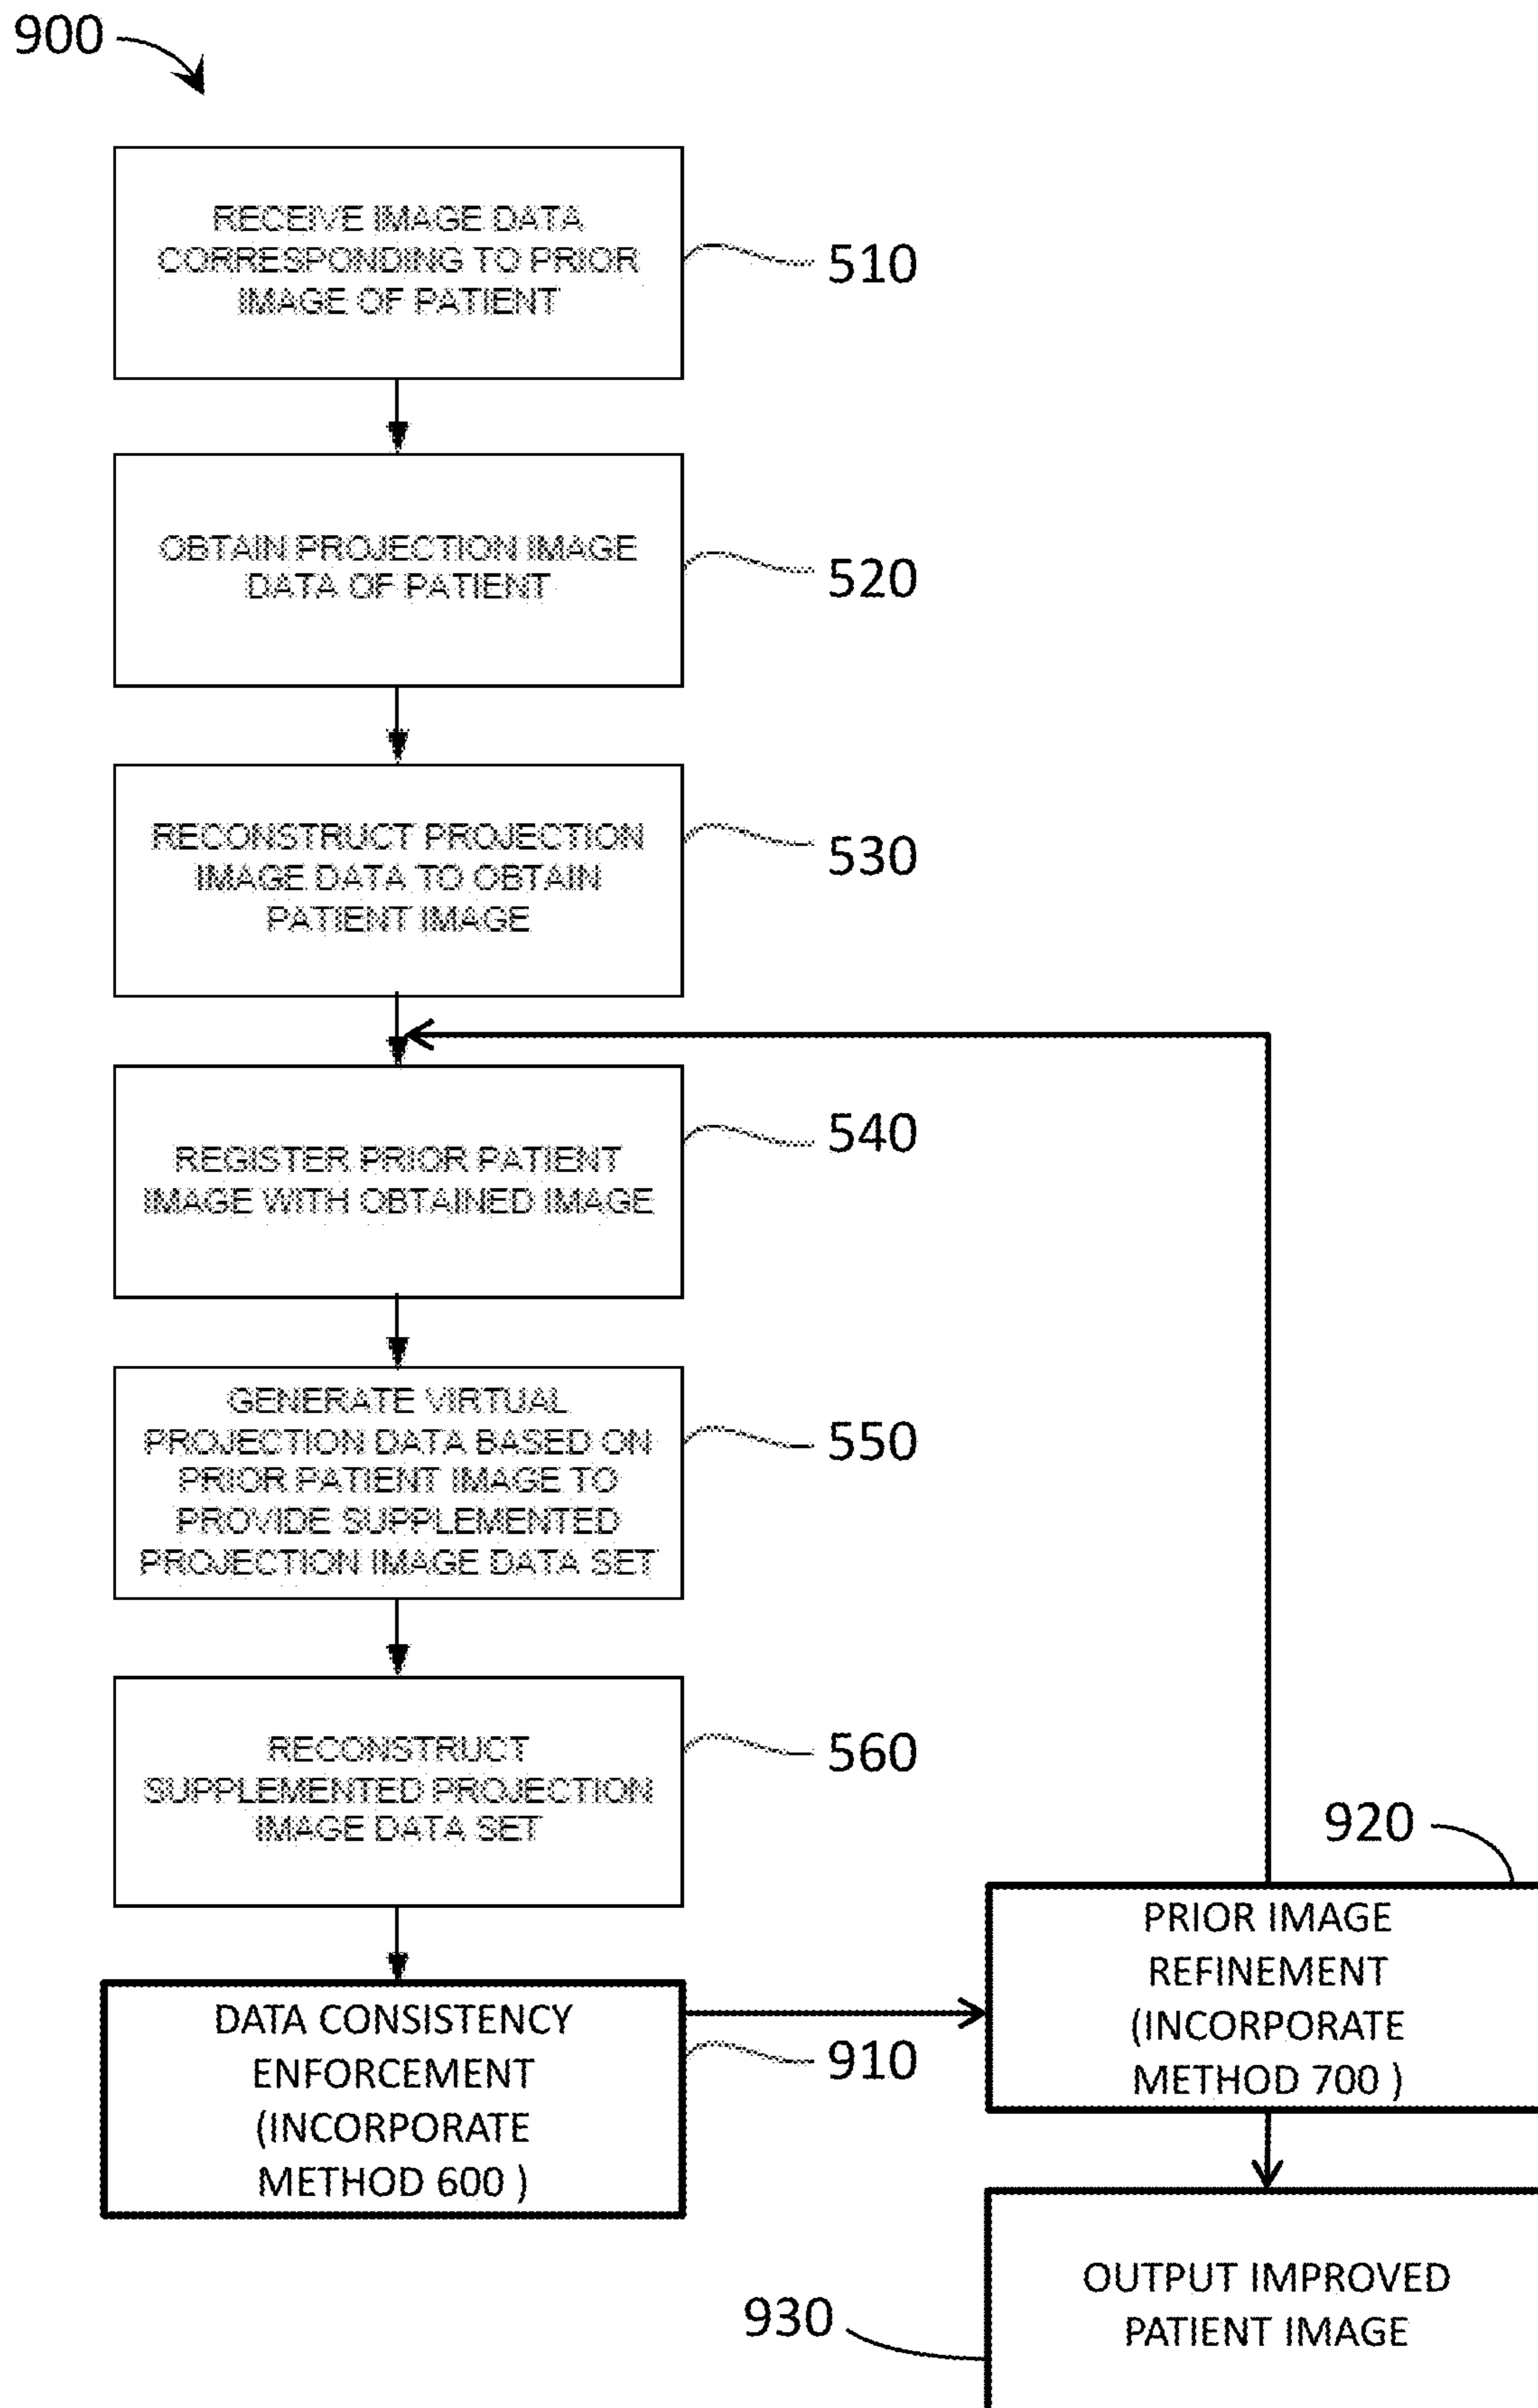 900
RECEIVE IMAGE DATA
CORRESPONDING TO PRIOR
IMAGE OF PATIENT
510
OBTAIN PROJECTION IMAGE
DATA OF PATIENT
520
RECONSTRUCT PROJECTION
IMAGE DATA TO OBTAIN
PATIENT IMAGE
530
REGISTER PRIOR PATIENT
IMAGE WITH OBTAINED IMAGE
540
GENERATE VIRTUAL
PROJECTION DATA BASED ON
PRIOR PATIENT IMAGE TO
PROVIDE SUPPLEMENTED
PROJECTION IMAGE DATA SET
550
RECONSTRUCT
SUPPLEMENTED PROJECTION
IMAGE DATA SET
560
DATA CONSISTENCY
ENFORCEMENT
(INCORPORATE
METHOD 600 )
910
920
PRIOR IMAGE
REFINEMENT
(INCORPORATE
METHOD 700 )
OUTPUT IMPROVED
PATIENT IMAGE
930